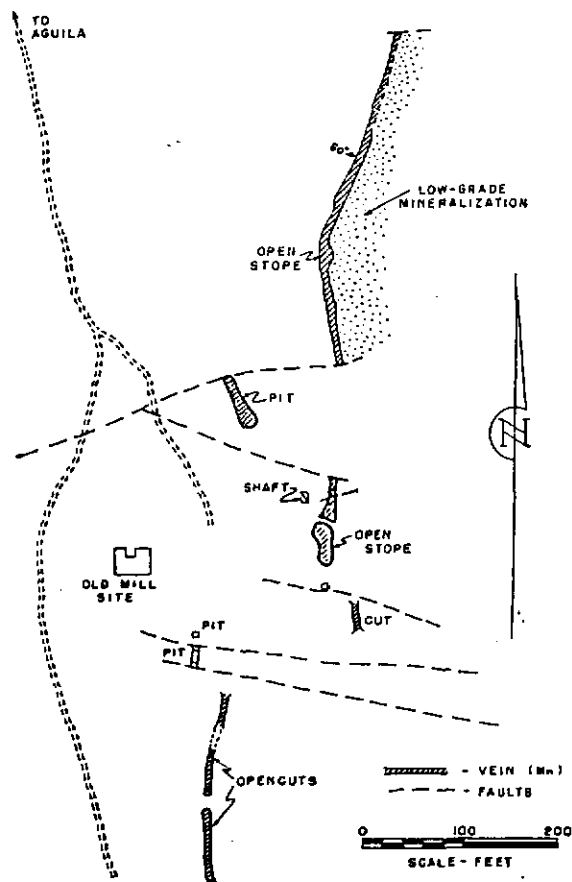 TO
AGUILA
60°
LOW-GRADE
MINERALIZATION
OPEN
STOPE
PIT
N
SHAFT
OPEN
STOPE
OLD MILL
SITE
CUT
PIT
PIT
OPENCUTS
- VEIN (Mn)
- FAULTS
0 100 200
SCALE - FEET